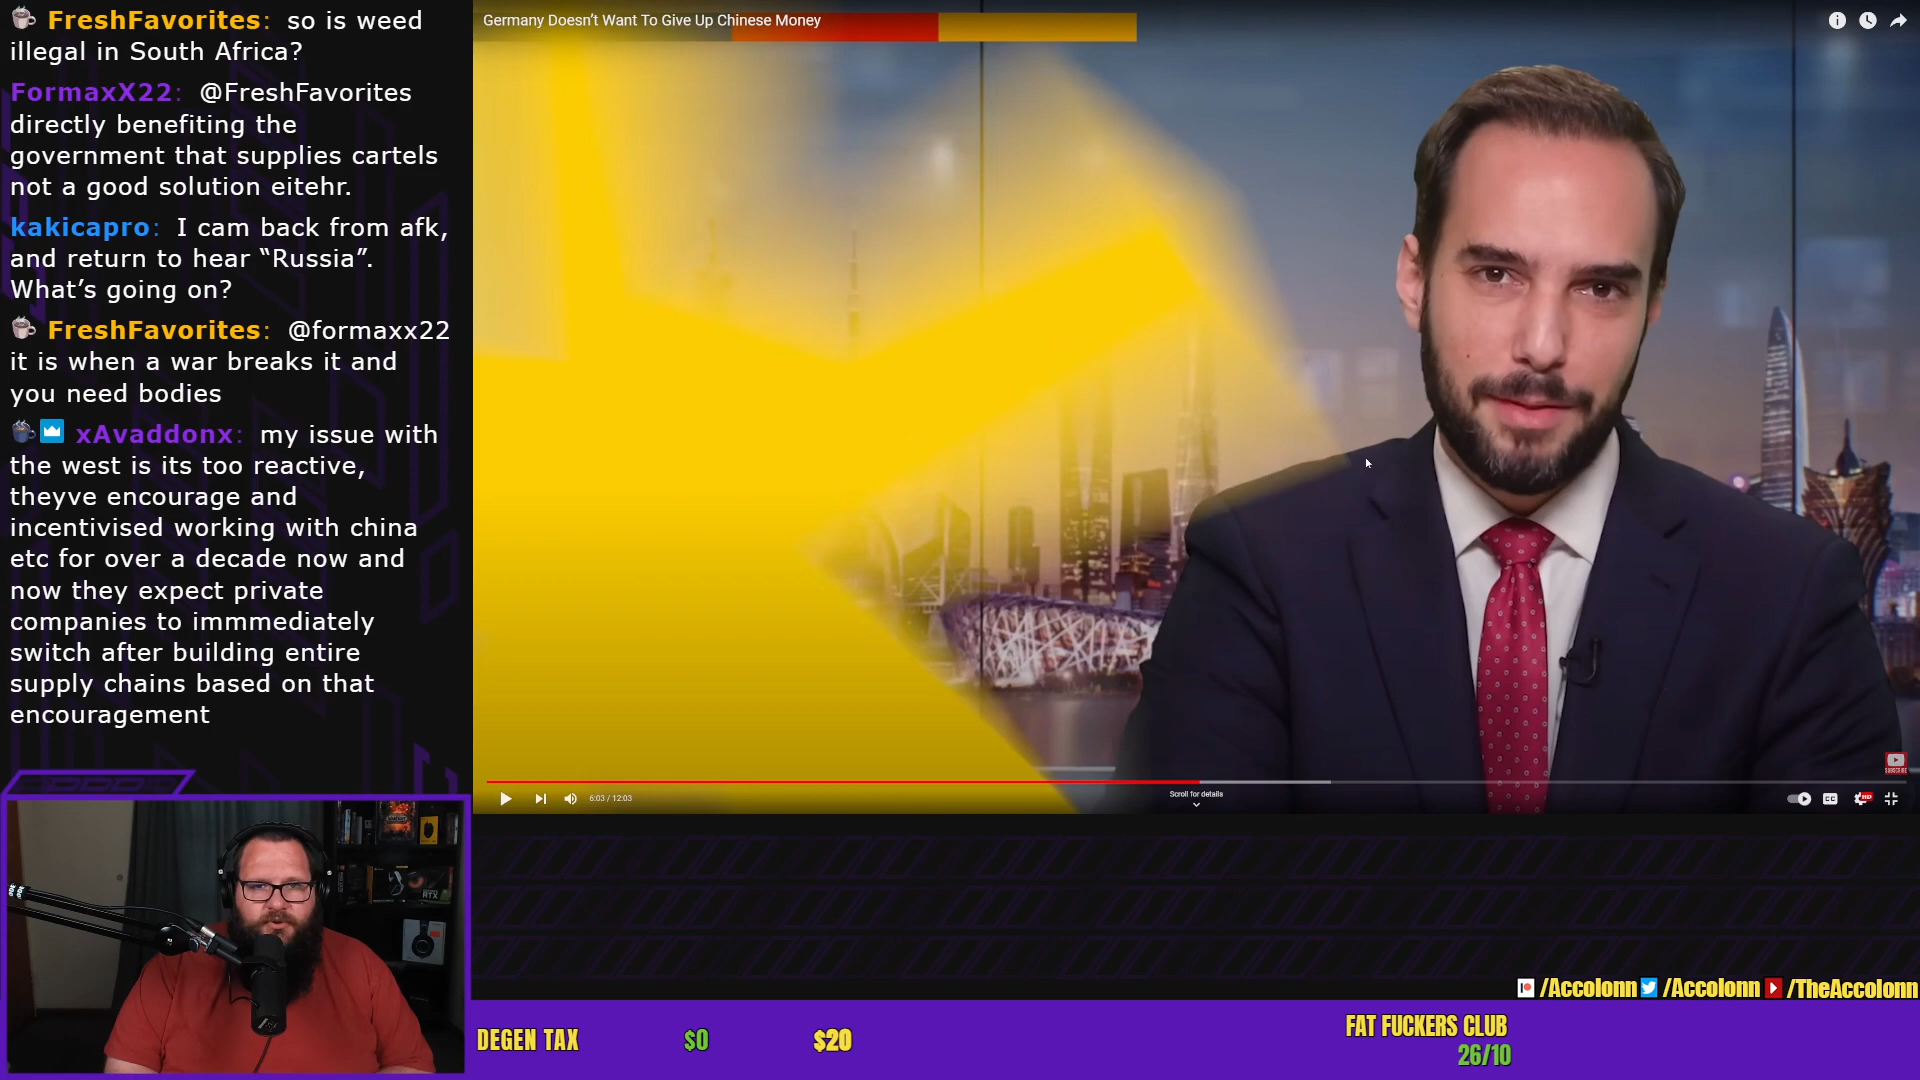 FreshFavorites: so is weed
illegal in South Africa?
FormaxX22: @FreshFavorites
directly benefiting the
government that supplies cartels
not a good solution eitehr.
kakicapro: I cam back from afk,
and return to hear “Russia”.
What’s going on?
FreshFavorites: @formaxx22
it is when a war breaks it and
you need bodies
xAvaddonx: my issue with
the west is its too reactive,
theyve encourage and
incentivised working with china
etc for over a decade now and
now they expect private
companies to immmediately
switch after building entire
supply chains based on that
encouragement
Germany Doesn’t Want To Give Up Chinese Money
SUBSCRIBE
6:03 / 12:03
Scroll for details
CC
HD
RTX
/Accolonn /Accolonn /TheAccolonn
DEGEN TAX $0 $20
FAT FUCKERS CLUB
26/10